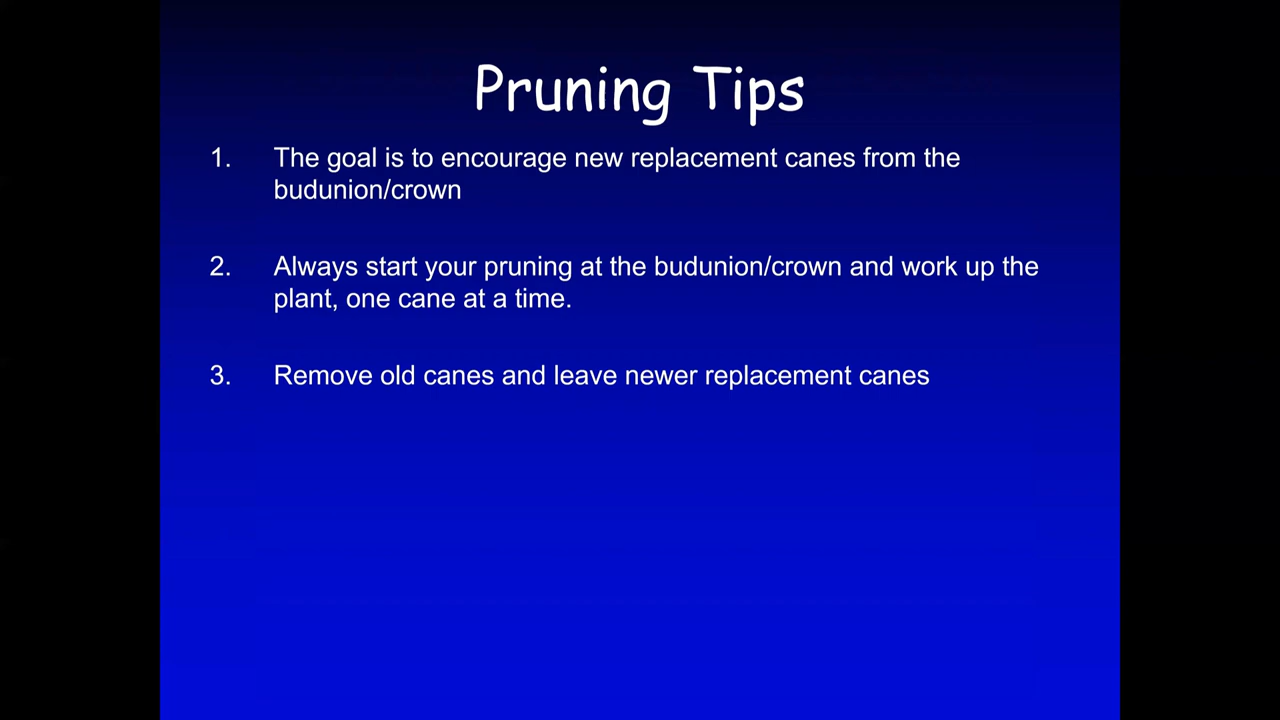 Pruning Tips
1. The goal is to encourage new replacement canes from the
budunion/crown
2. Always start your pruning at the budunion/crown and work up the
plant, one cane at a time.
3. Remove old canes and leave newer replacement canes